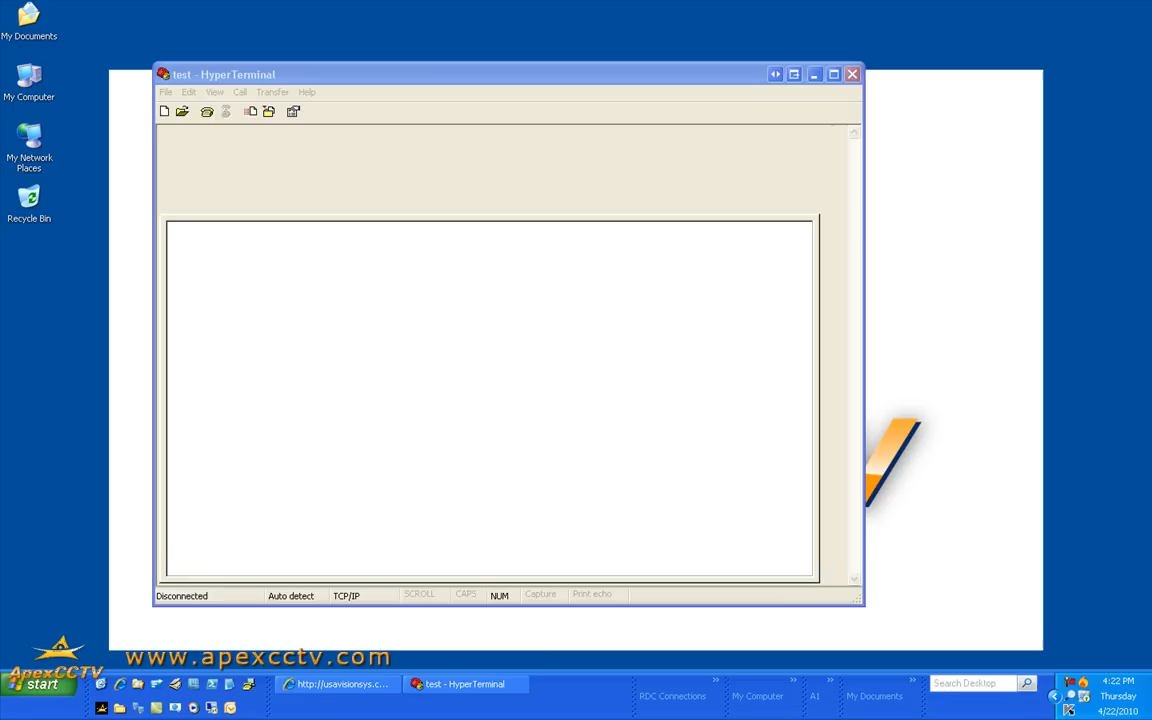 My Documents
My Computer
My Network
Places
Recycle Bin
test - HyperTerminal
File Edit View Call Transfer Help
Disconnected Auto detect TCP/IP SCROLL CAPS NUM Capture Print echo
www.apexcctv.com
ApexCCTV
start
http://usavisionsys.c...
test - HyperTerminal
RDC Connections
My Computer
A1
My Documents
Search Desktop
4:22 PM
Thursday
4/22/2010